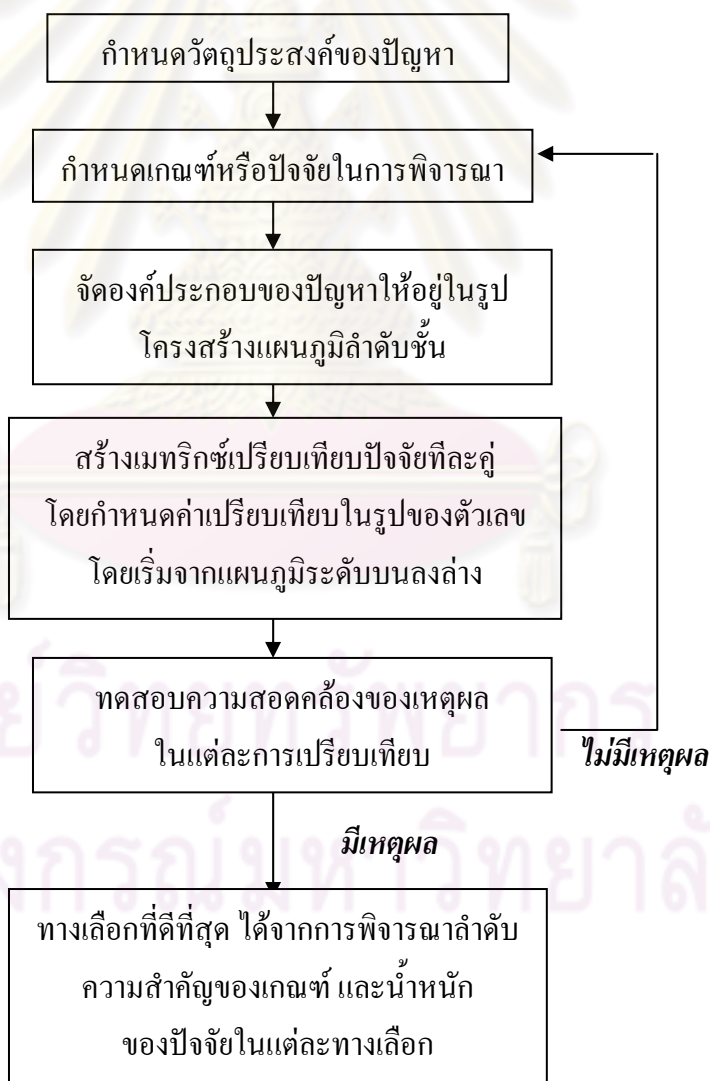 กำหนดวัตถุประสงค์ของปัญหา
กำหนดเกณฑ์หรือปัจจัยในการพิจารณา
จัดองค์ประกอบของปัญหาให้อยู่ในรูป
โครงสร้างแผนภูมิลำดับชั้น
สร้างเมทริกซ์เปรียบเทียบปัจจัยทีละคู่
โดยกำหนดค่าเปรียบเทียบในรูปของตัวเลข
โดยเริ่มจากแผนภูมิระดับบนลงล่าง
ทดสอบความสอดคล้องของเหตุผล
ในแต่ละการเปรียบเทียบ
ไม่มีเหตุผล
มีเหตุผล
ทางเลือกที่ดีที่สุด ได้จากการพิจารณาลำดับ
ความสำคัญของเกณฑ์ และน้ำหนัก
ของปัจจัยในแต่ละทางเลือก